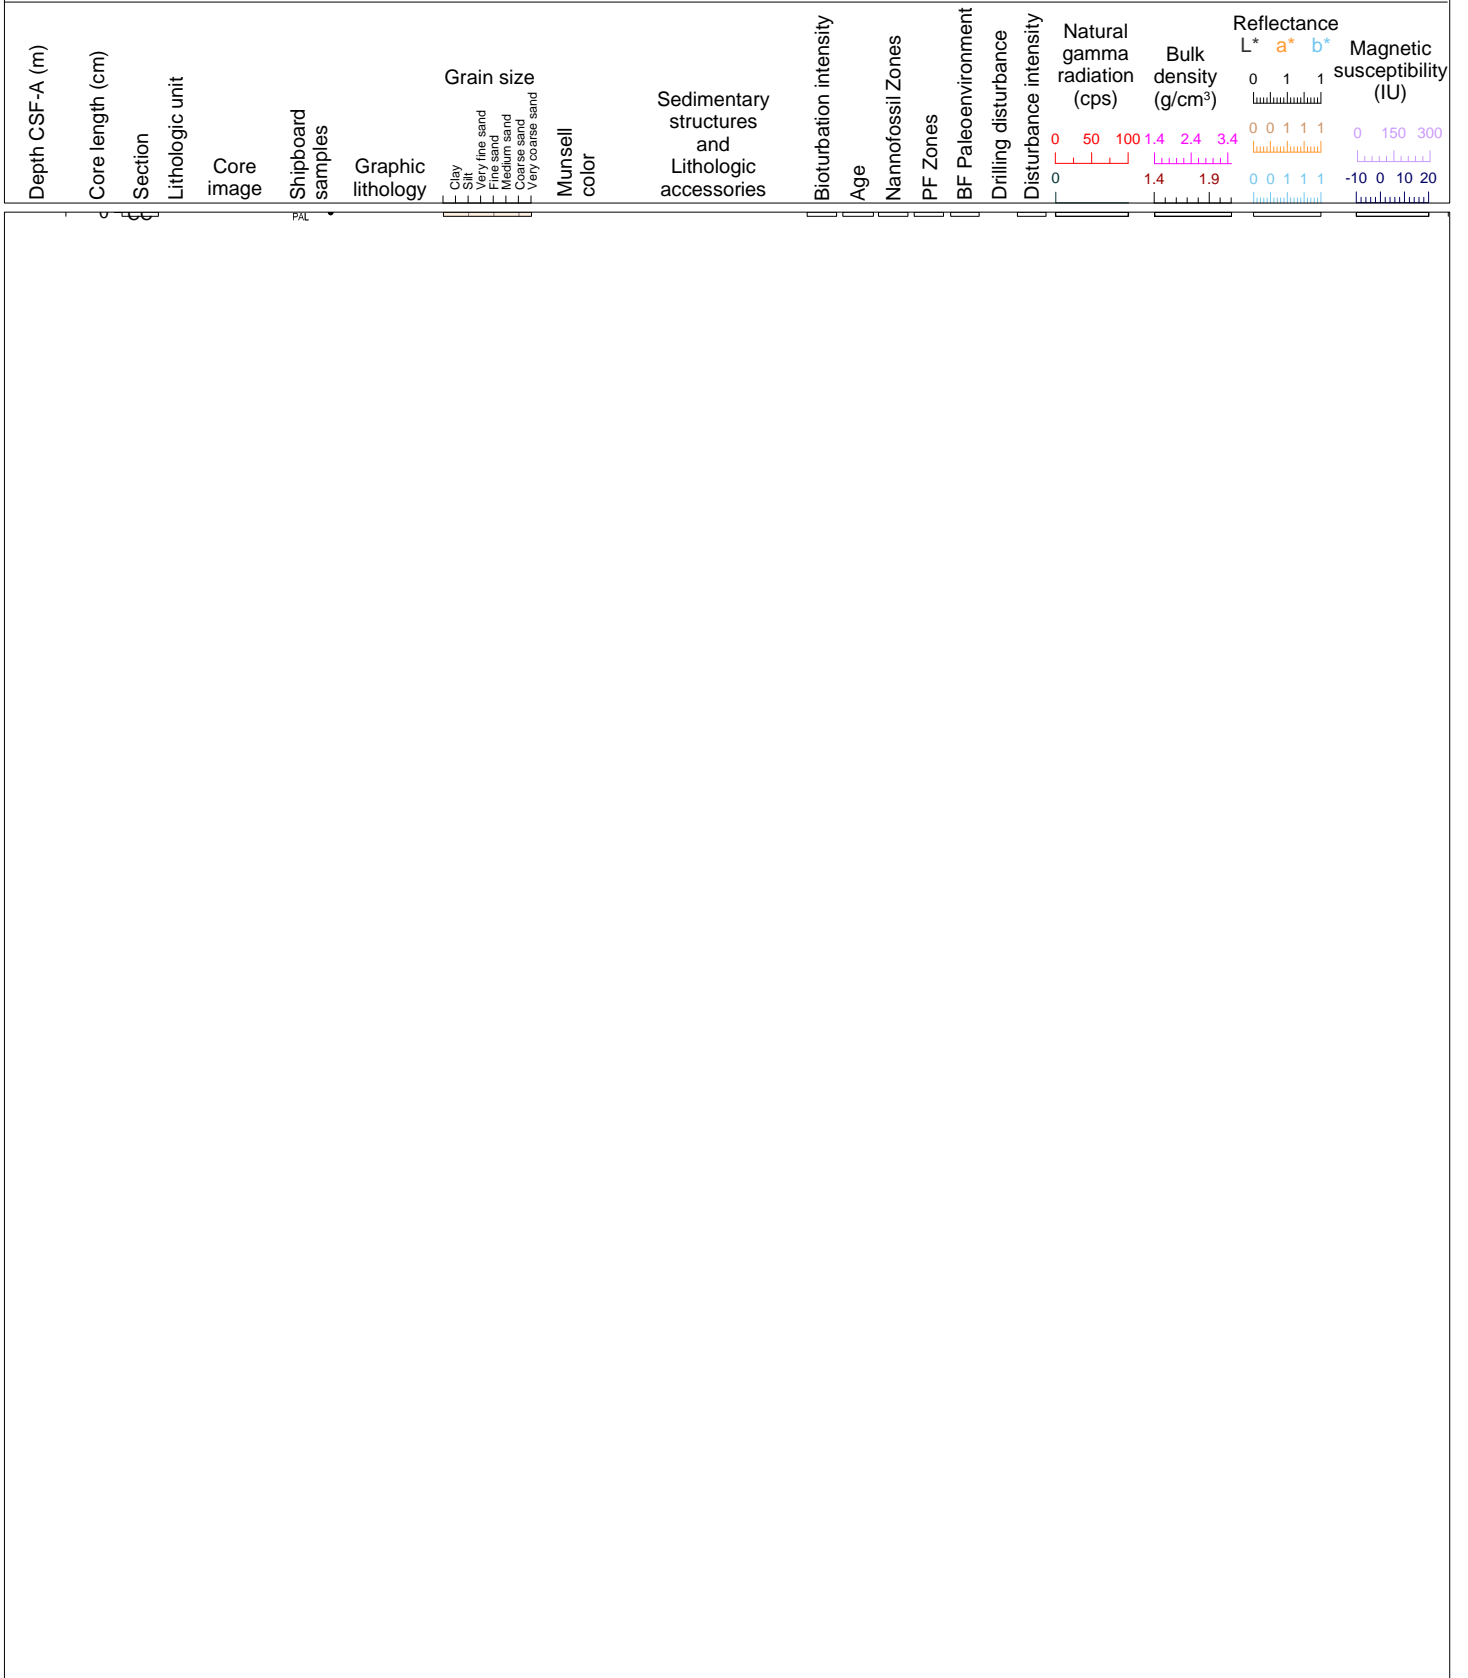 Depth CSF-A (m)
Core length (cm)
Section
Lithologic unit
Core
image
Shipboard
samples
Graphic
lithology
Grain size
Clay
Silt
Very fine sand
Fine sand
Medium sand
Coarse sand
Very coarse sand
Munsell
color
Sedimentary
structures
and
Lithologic
accessories
Bioturbation intensity
Age
Nannofossil Zones
PF Zones
BF Paleoenvironment
Drilling disturbance
Disturbance intensity
Natural
gamma
radiation
(cps)
0 50 100
0
Bulk
density
(g/cm³)
1.4 2.4 3.4
1.4 1.9
Reflectance
L* a* b*
0 1 1
0 0 1 1 1
0 0 1 1 1
Magnetic
susceptibility
(IU)
0 150 300
-10 0 10 20
0
CC
PAL